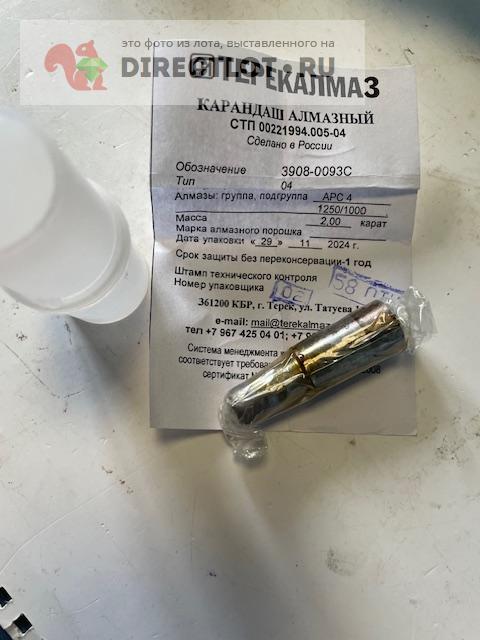 это фото из лота, выставленного на
DIRECTLOT.RU
ТЕРЕКАЛМАЗ
КАРАНДАШ АЛМАЗНЫЙ
СТП 00221994.005-04
Сделано в России
Обозначение 3908-0093С
Тип 04
Алмазы: группа, подгруппа АРС 4
1250/1000
Масса 2,00 карат
Марка алмазного порошка
Дата упаковки « 29 » 11 2024 г.
Срок защиты без переконсервации-1 год
Штамп технического контроля
Номер упаковщика 02
361200 КБР, г. Терек, ул. Татуева
e-mail: mail@terekalmaz
тел +7 967 425 04 01; +7
Система менеджмента
соответствует
сертификат